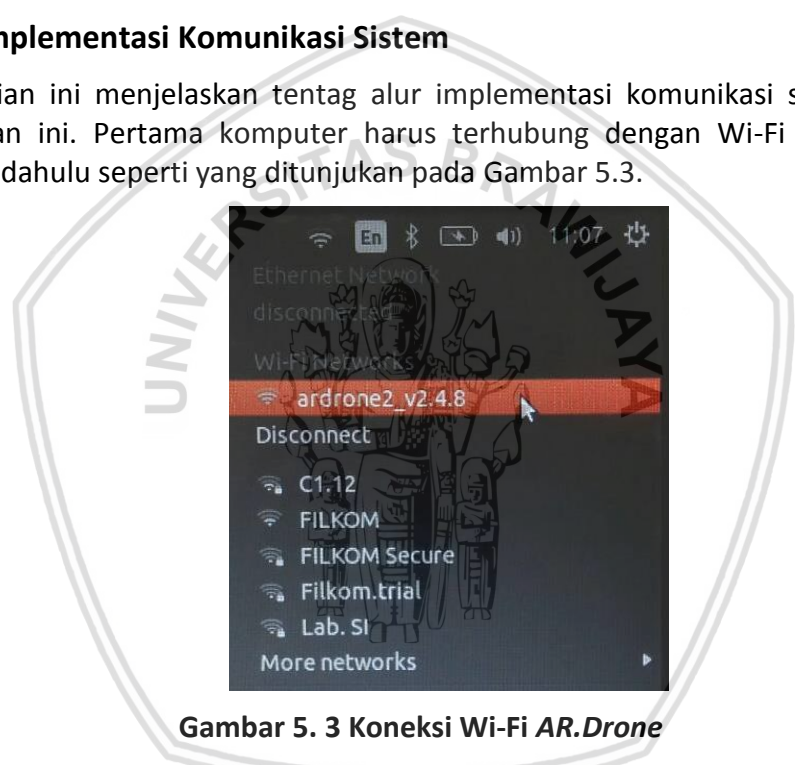 mplementasi Komunikasi Sistem
ian ini menjelaskan tentag alur implementasi komunikasi s
an ini. Pertama komputer harus terhubung dengan Wi-Fi
dahulu seperti yang ditunjukan pada Gambar 5.3.
UNIVERSITAS BRAWIJAYA
En 11:07
Ethernet Network
disconnected
Wi-Fi Networks
ardrone2_v2.4.8
Disconnect
C1.12
FILKOM
FILKOM Secure
Filkom.trial
Lab. SI
More networks
Gambar 5. 3 Koneksi Wi-Fi AR.Drone